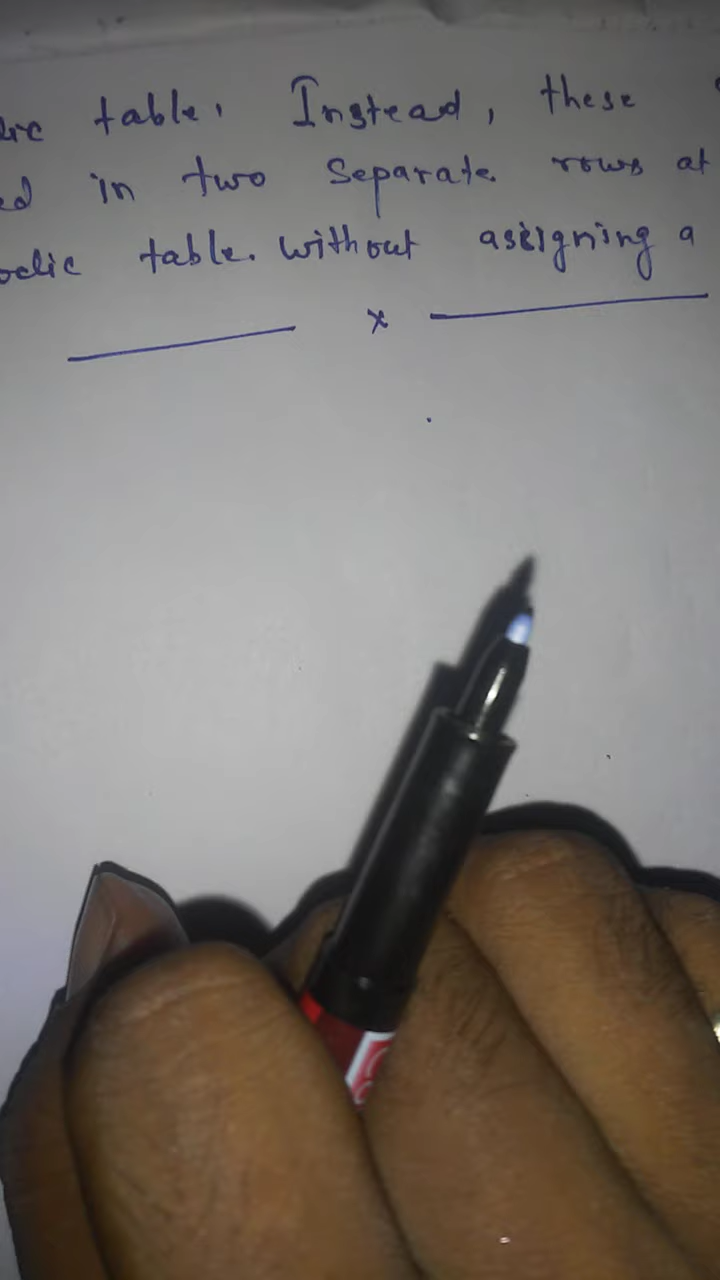 table. Instead, these
in two Separate rows at
table. without assigning a
x